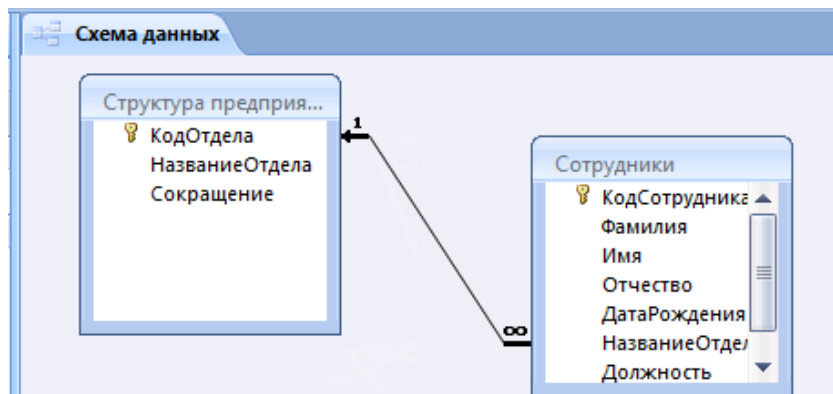 Схема данных
Структура предприя...
КодОтдела
НазваниеОтдела
Сокращение
1
∞
Сотрудники
КодСотрудника
Фамилия
Имя
Отчество
ДатаРождения
НазваниеОтдел
Должность